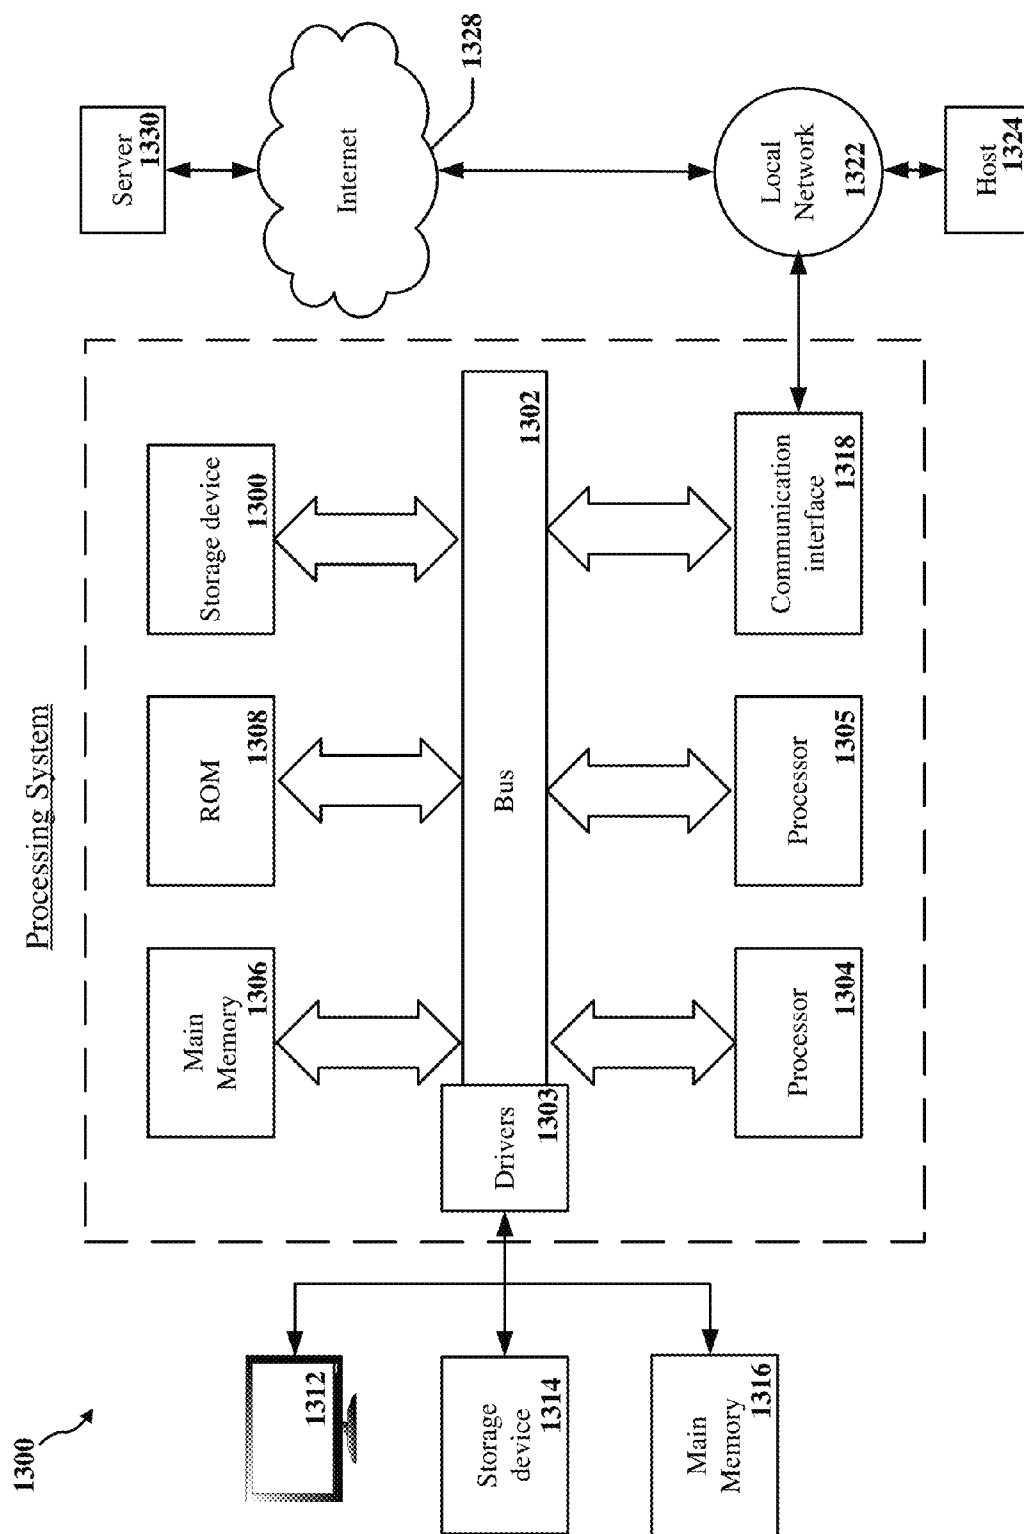 1300
Processing System
1312
Storage
device
1314
Main
Memory
1316
Drivers
1303
Main
Memory
1306
ROM
1308
Storage device
1300
Bus
1302
Processor
1304
Processor
1305
Communication
interface
1318
Server
1330
Internet
1328
Local
Network
1322
Host
1324